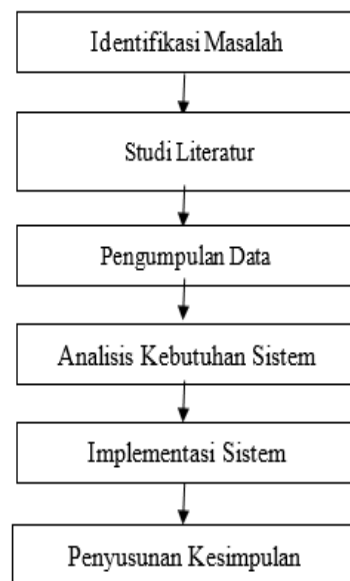 Identifikasi Masalah
Studi Literatur
Pengumpulan Data
Analisis Kebutuhan Sistem
Implementasi Sistem
Penyusunan Kesimpulan